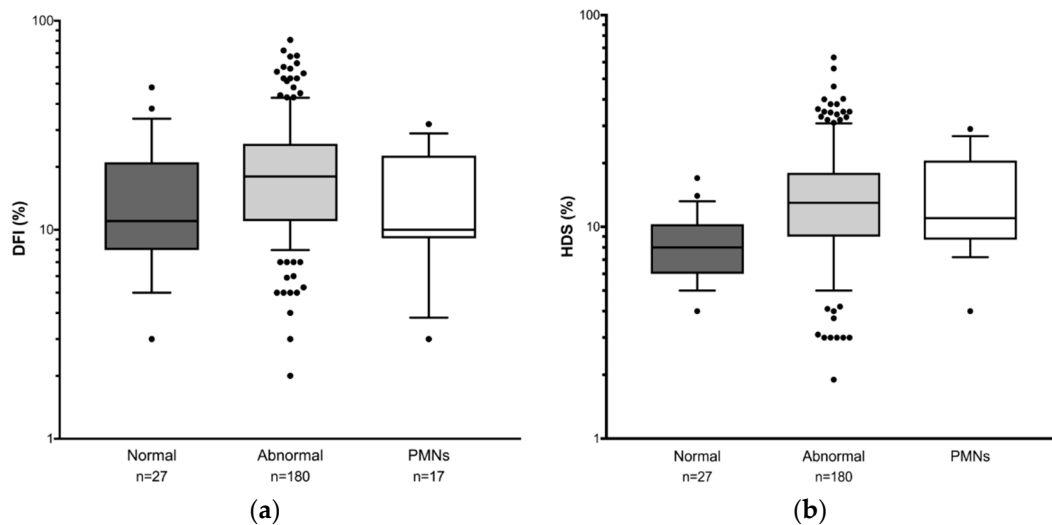 100
DFI (%)
10
1
Normal
Abnormal
PMNs
n=27
n=180
n=17
(a)
100
HDS (%)
10
1
Normal
Abnormal
PMNs
n=27
n=180
(b)